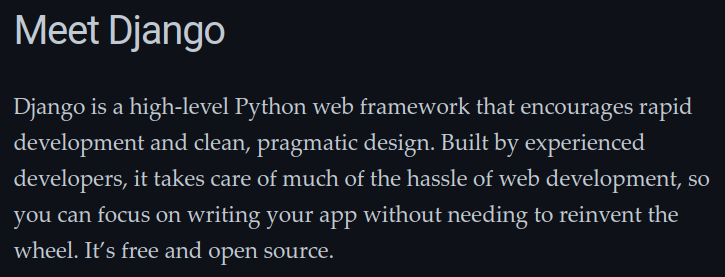 Meet Django
Django is a high-level Python web framework that encourages rapid
development and clean, pragmatic design. Built by experienced
developers, it takes care of much of the hassle of web development, so
you can focus on writing your app without needing to reinvent the
wheel. It’s free and open source.